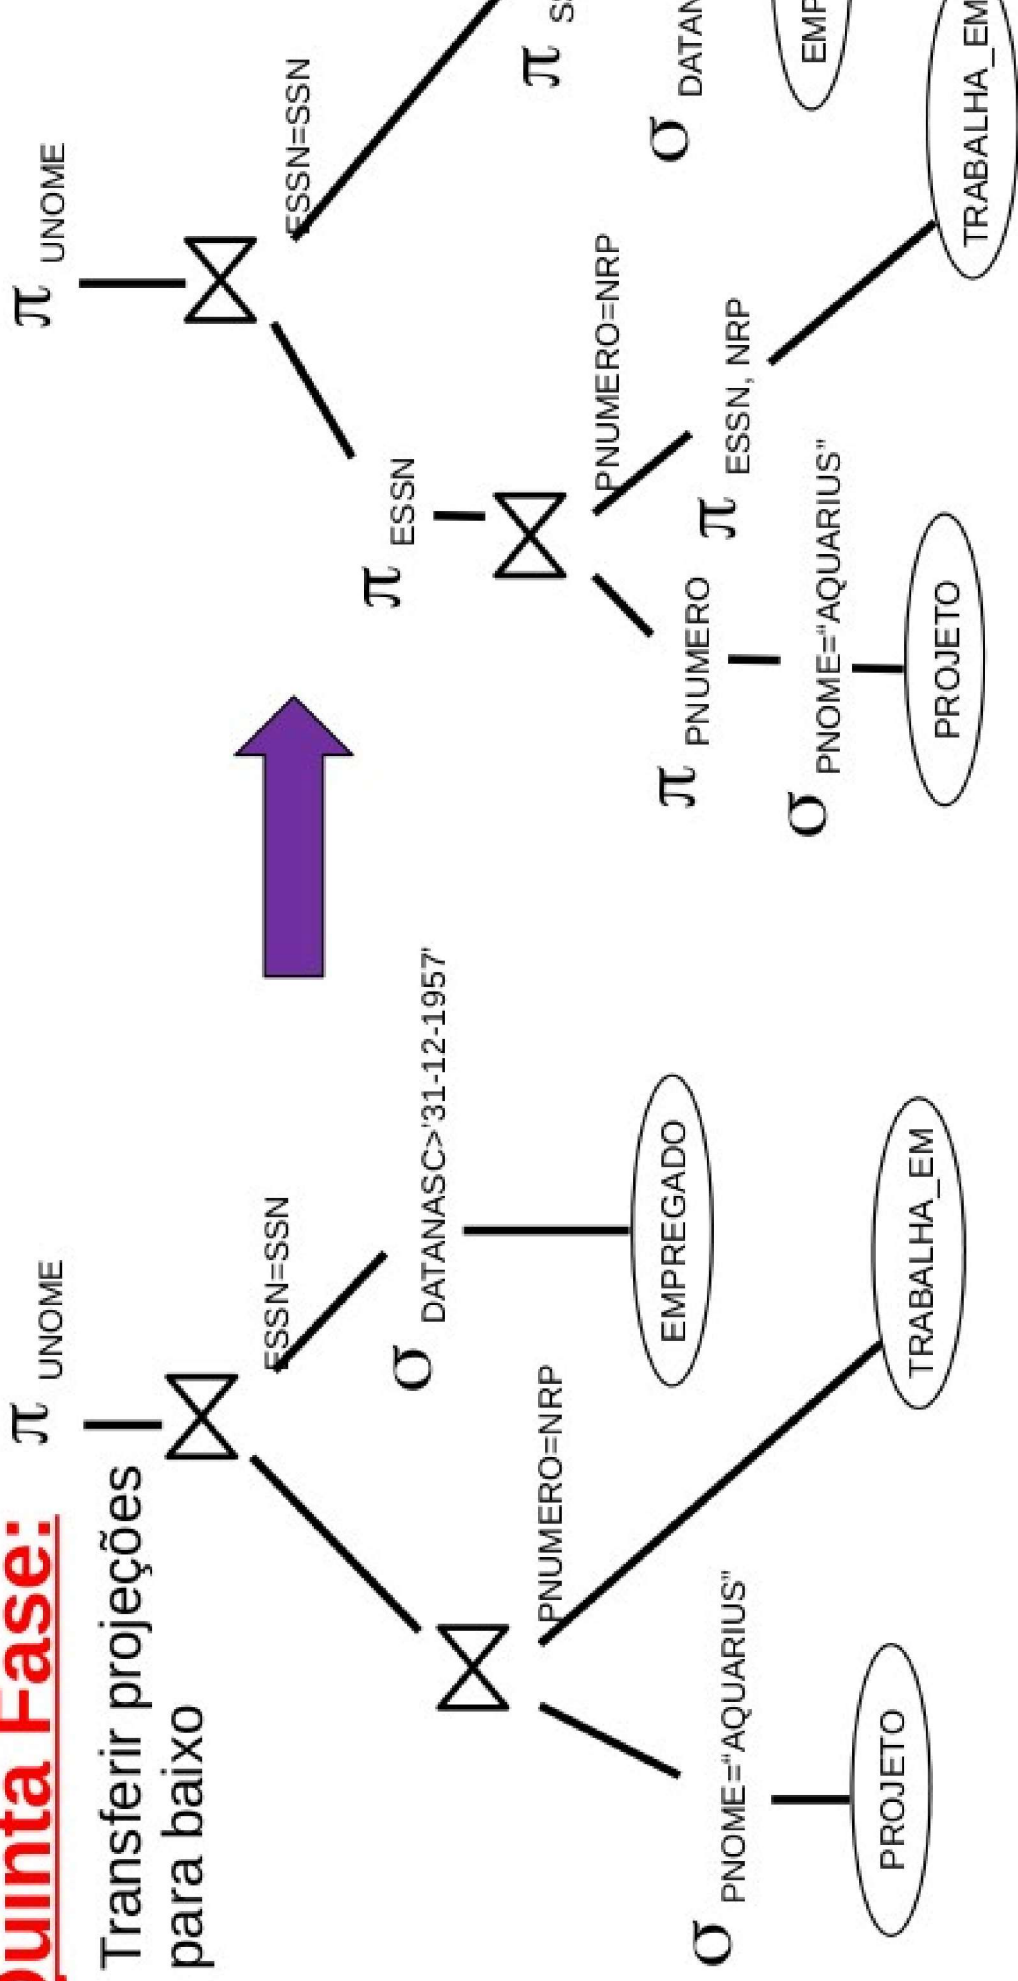 Quinta Fase:
Transferir projeções
para baixo
π UNOME
ESSN=SSN
σ DATANASC>'31-12-1957'
EMPREGADO
PNUMERO=NRP
TRABALHA_EM
σ PNOME="AQUARIUS"
PROJETO
π UNOME
ESSN=SSN
π ESSN
π
σ
PNUMERO=NRP
π PNUMERO
π ESSN, NRP
TRABALHA_EM
σ PNOME="AQUARIUS"
PROJETO